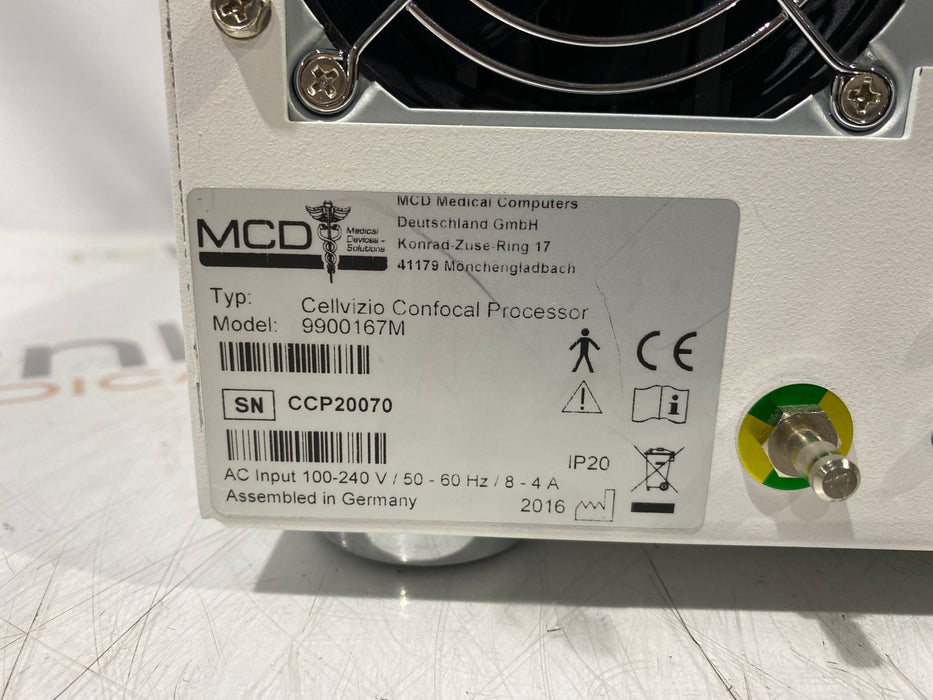 MCD
Medical
Devices -
Solutions
MCD Medical Computers
Deutschland GmbH
Konrad-Zuse-Ring 17
41179 Mönchengladbach
Typ: Cellvizio Confocal Processor
Model: 9900167M
CE
SN CCP20070
i
IP20
AC Input 100-240 V / 50 - 60 Hz / 8 - 4 A
Assembled in Germany
2016